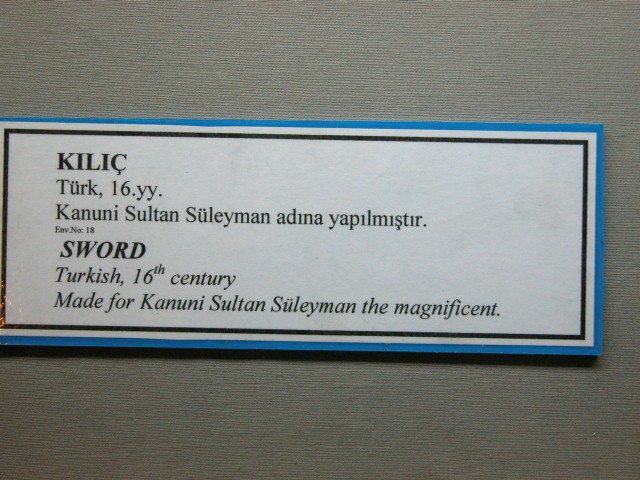 KILIÇ
Türk, 16.yy.
Kanuni Sultan Süleyman adına yapılmıştır.
Env.No: 18
SWORD
Turkish, 16th century
Made for Kanuni Sultan Süleyman the magnificent.